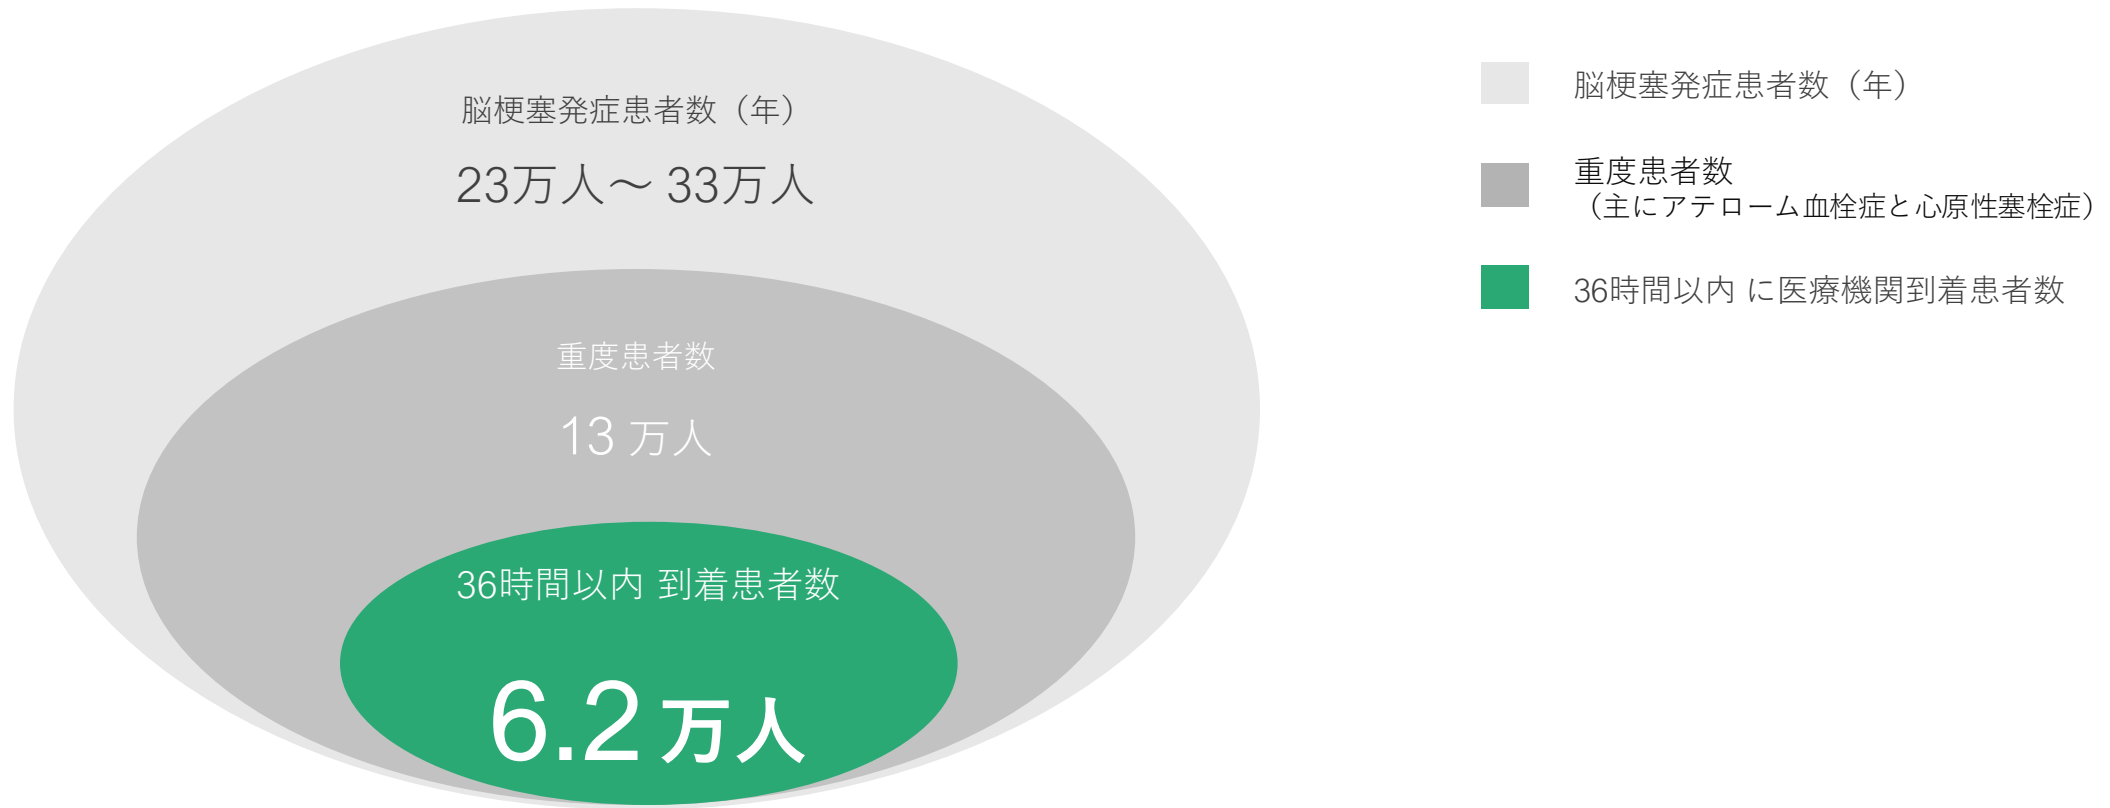 脳梗塞発症患者数（年）
23万人～ 33万人
重度患者数
13 万人
36時間以内 到着患者数
6.2 万人
脳梗塞発症患者数（年）
重度患者数
（主にアテローム血栓症と心原性塞栓症）
36時間以内 に医療機関到着患者数